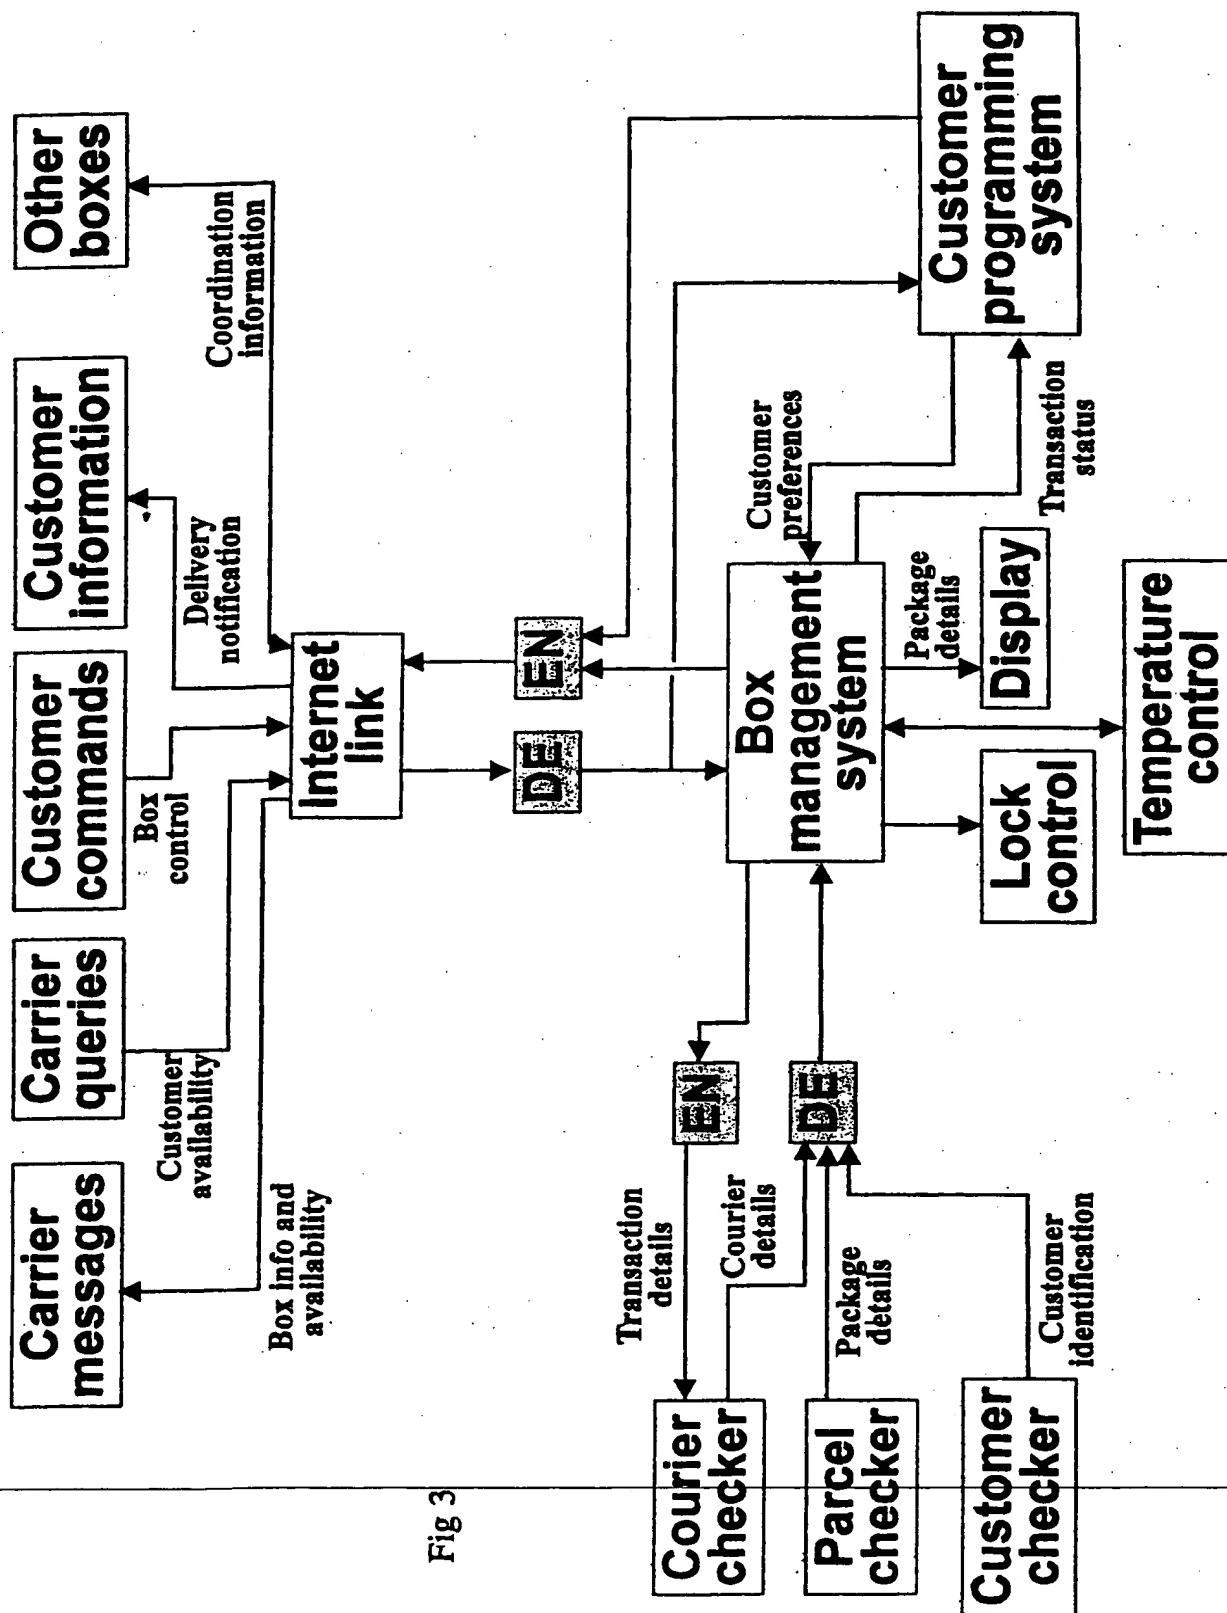 Carrier
messages
Carrier
queries
Customer
commands
Customer
information
Other
boxes
Box info and
availability
Customer
availability
Box
control
Delivery
notification
Coordination
information
Internet
link
Fig 3
DE
EN
Transaction
details
EN
Courier
details
Courier
checker
Parcel
checker
Package
details
DE
Customer
checker
Customer
identification
Box
management
system
Customer
preferences
Transaction
status
Customer
programming
system
Package
details
Lock
control
Display
Temperature
control